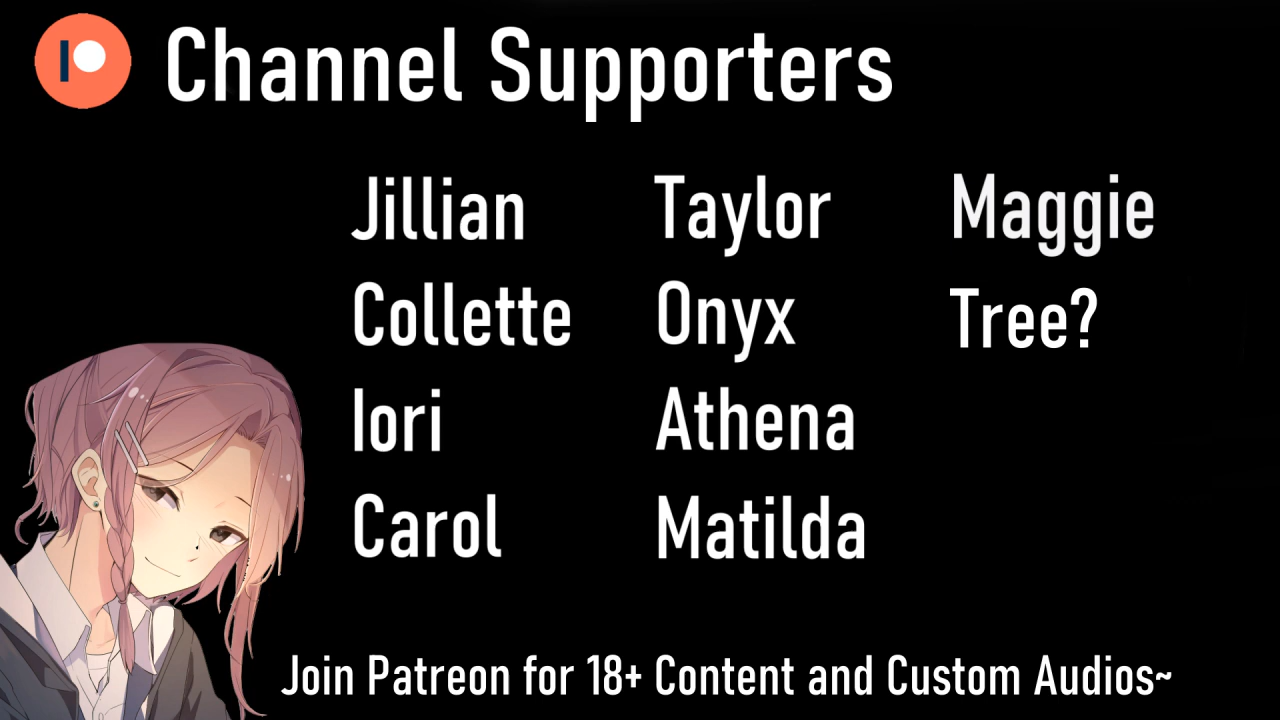 Channel Supporters
Jillian
Collette
Iori
Carol
Taylor
Onyx
Athena
Matilda
Maggie
Tree?
Join Patreon for 18+ Content and Custom Audios~